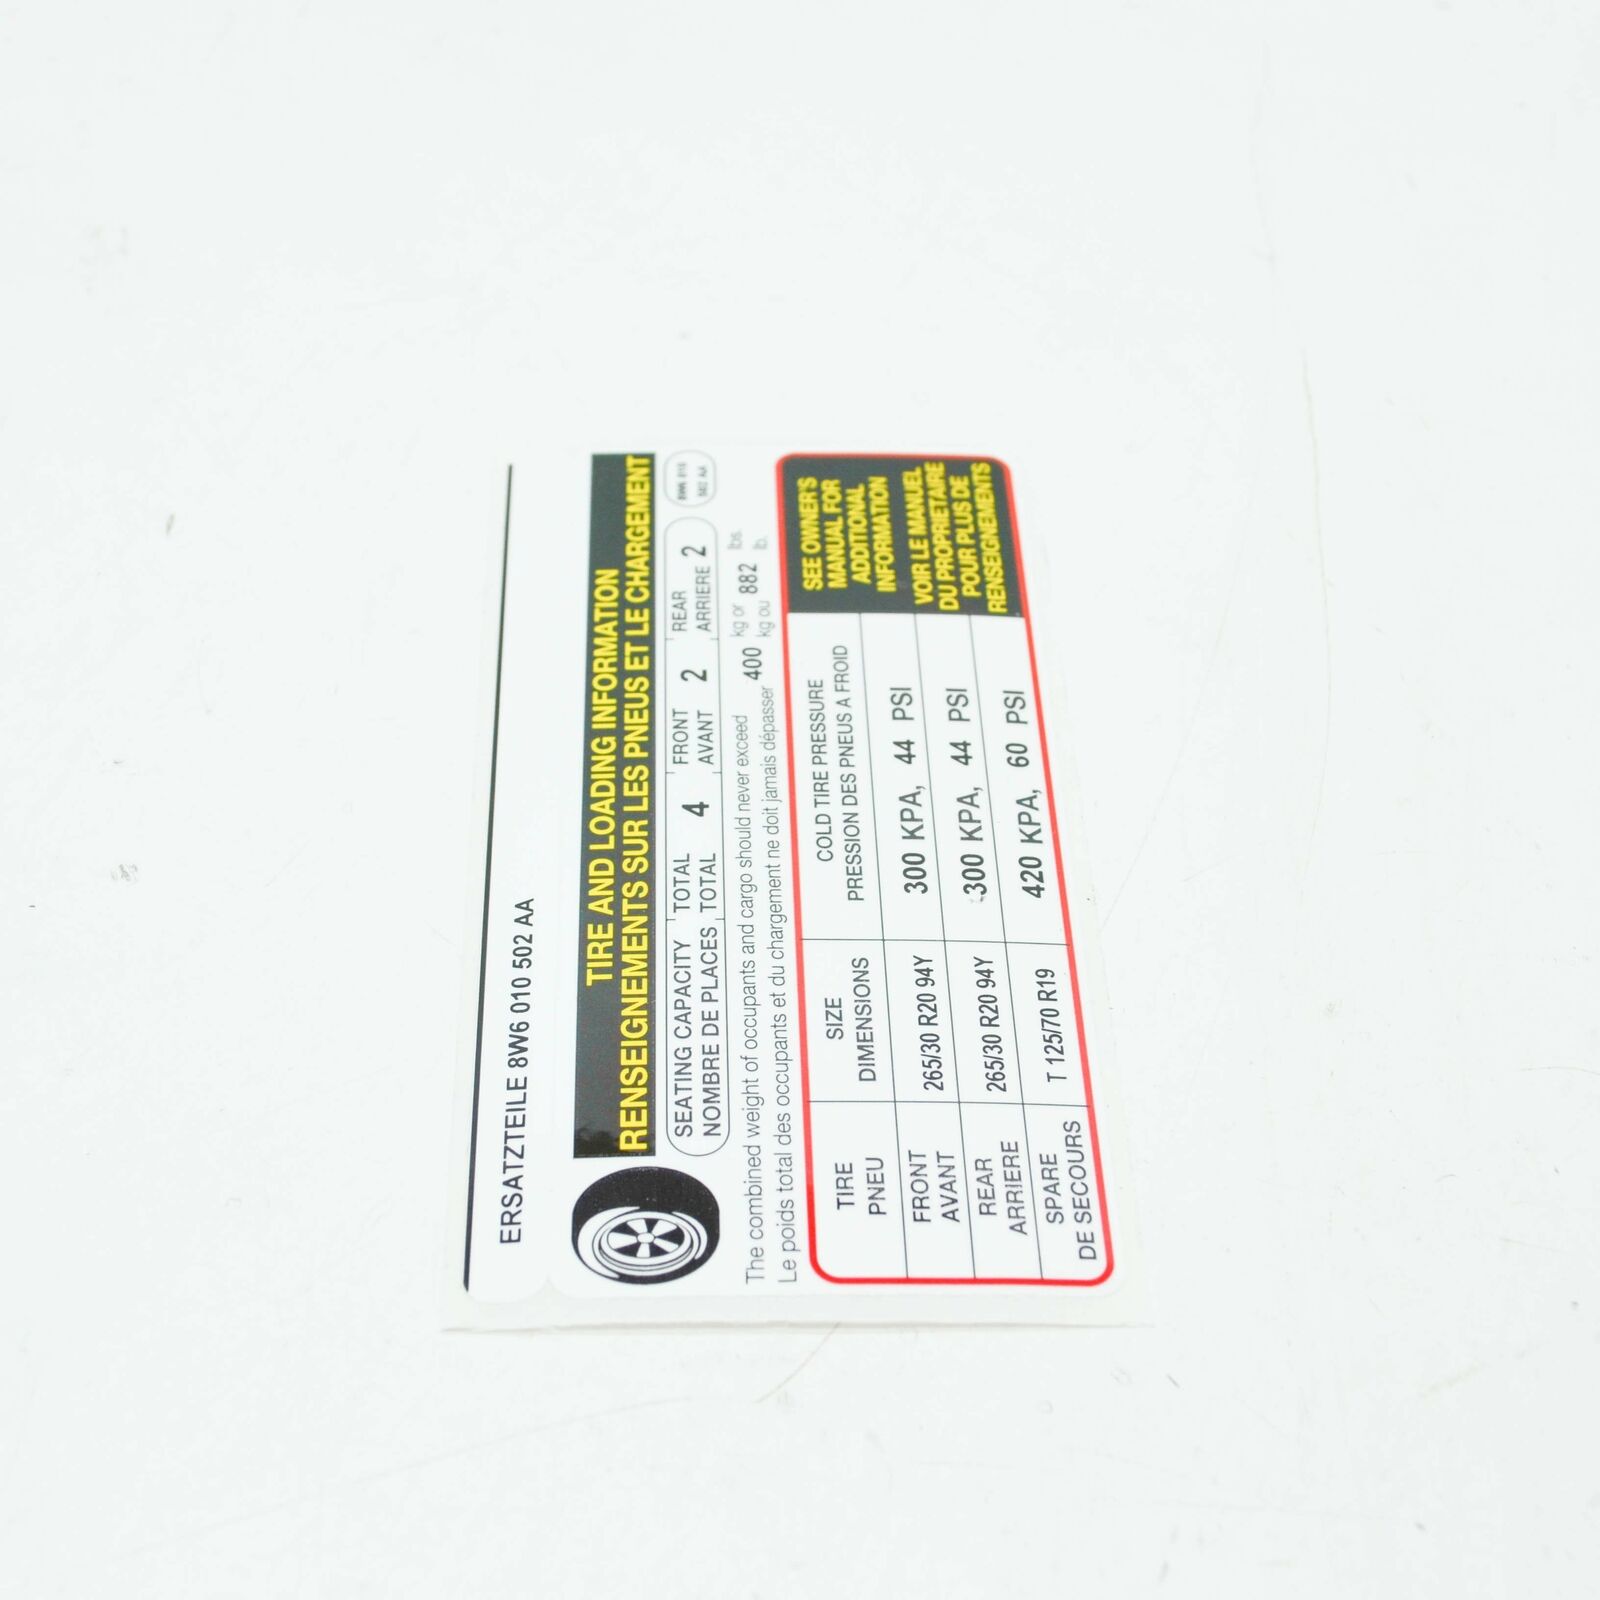 ERSATZTEILE 8W6 010 502 AA
TIRE AND LOADING INFORMATION
RENSEIGNEMENTS SUR LES PNEUS ET LE CHARGEMENT
SEATING CAPACITY TOTAL 4 FRONT 2 REAR 2
NOMBRE DE PLACES TOTAL AVANT ARRIERE
8W6 010
502 AA
The combined weight of occupants and cargo should never exceed 400 kg or 882 lbs.
Le poids total des occupants et du chargement ne doit jamais dépasser kg ou lb.
TIRE SIZE COLD TIRE PRESSURE
PNEU DIMENSIONS PRESSION DES PNEUS A FROID
FRONT 265/30 R20 94Y 300 KPA, 44 PSI
AVANT
REAR 265/30 R20 94Y 300 KPA, 44 PSI
ARRIERE
SPARE T 125/70 R19 420 KPA, 60 PSI
DE SECOURS
SEE OWNER'S
MANUAL FOR
ADDITIONAL
INFORMATION
VOIR LE MANUEL
DU PROPRIETAIRE
POUR PLUS DE
RENSEIGNEMENTS